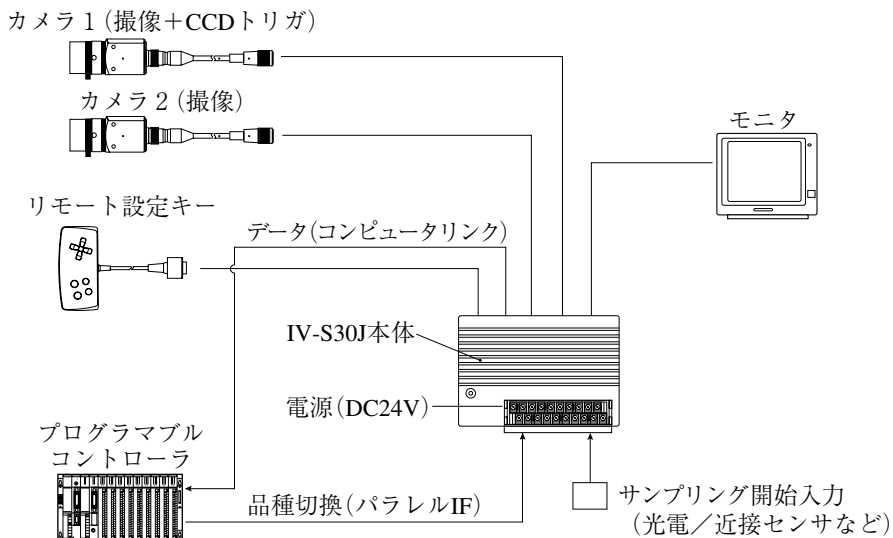 カメラ1(撮像+CCDトリガ)
カメラ2(撮像)
モニタ
リモート設定キー
データ(コンピュータリンク)
IV-S30J本体
電源(DC24V)
プログラマブル
コントローラ
品種切換(パラレルIF)
サンプリング開始入力
(光電/近接センサなど)